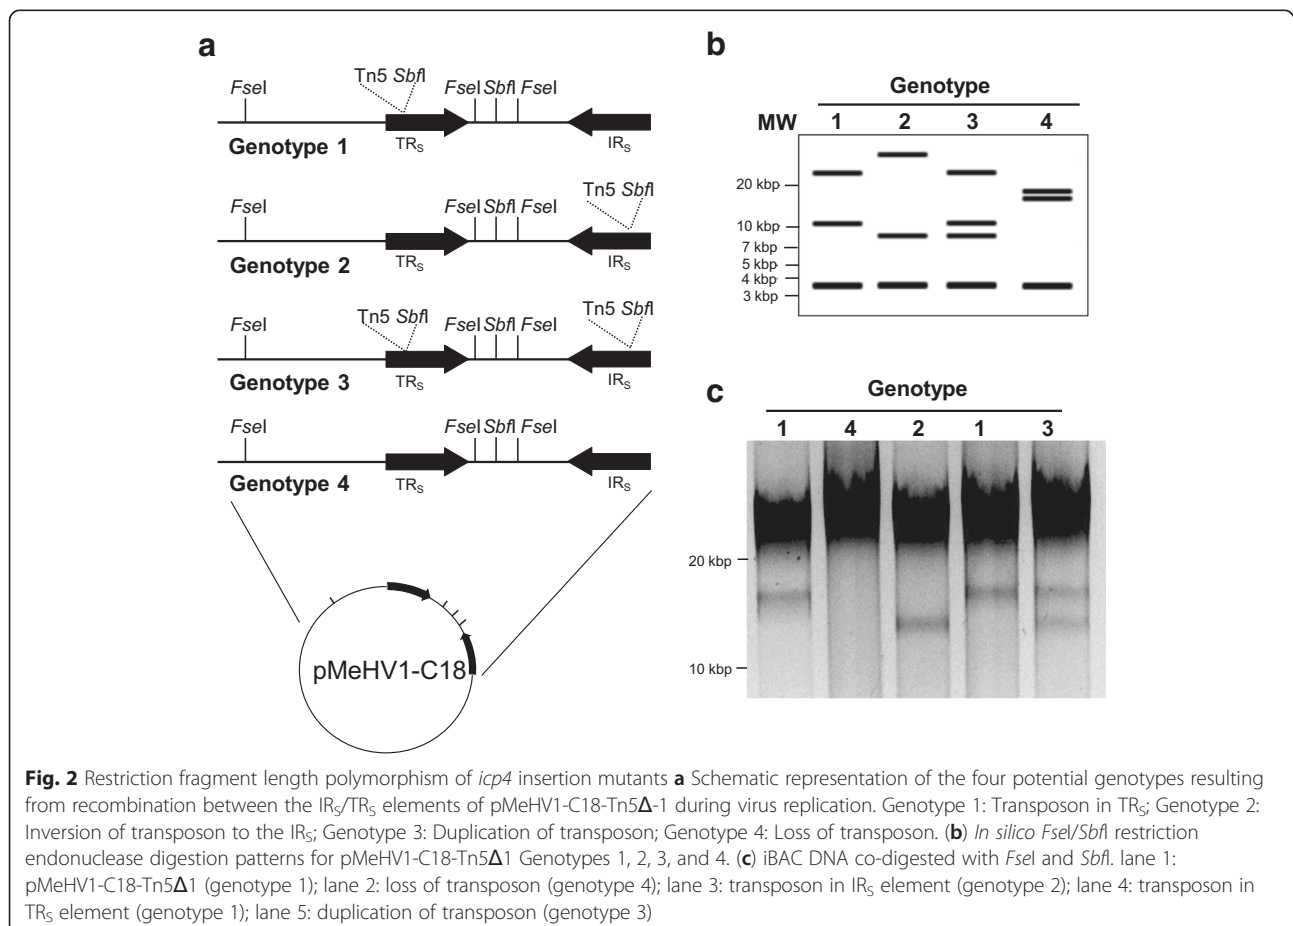 a
Tn5 SbfI
FseI FseI SbfI FseI
Genotype 1 TRS IRS
Tn5 SbfI
FseI FseI SbfI FseI
Genotype 2 TRS IRS
Tn5 SbfI Tn5 SbfI
FseI FseI SbfI FseI
Genotype 3 TRS IRS
FseI FseI SbfI FseI
Genotype 4 TRS IRS
pMeHV1-C18
b
Genotype
MW 1 2 3 4
20 kbp
10 kbp
7 kbp
5 kbp
4 kbp
3 kbp
c
Genotype
1 4 2 1 3
20 kbp
10 kbp
Fig. 2 Restriction fragment length polymorphism of icp4 insertion mutants a Schematic representation of the four potential genotypes resulting
from recombination between the IRS/TRS elements of pMeHV1-C18-Tn5Δ-1 during virus replication. Genotype 1: Transposon in TRS; Genotype 2:
Inversion of transposon to the IRS; Genotype 3: Duplication of transposon; Genotype 4: Loss of transposon. (b) In silico FseI/SbfI restriction
endonuclease digestion patterns for pMeHV1-C18-Tn5Δ1 Genotypes 1, 2, 3, and 4. (c) iBAC DNA co-digested with FseI and SbfI. lane 1:
pMeHV1-C18-Tn5Δ1 (genotype 1); lane 2: loss of transposon (genotype 4); lane 3: transposon in IRS element (genotype 2); lane 4: transposon in
TRS element (genotype 1); lane 5: duplication of transposon (genotype 3)